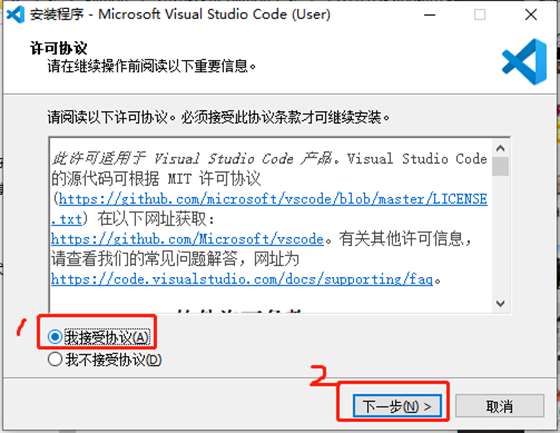 安装程序 - Microsoft Visual Studio Code (User)
许可协议
请在继续操作前阅读以下重要信息。
请阅读以下许可协议。必须接受此协议条款才可继续安装。
此许可适用于 Visual Studio Code 产品。Visual Studio Code
的源代码可根据 MIT 许可协议
(https://github.com/microsoft/vscode/blob/master/LICENSE
.txt) 在以下网址获取：
https://github.com/Microsoft/vscode。有关其他许可信息，
请查看我们的常见问题解答，网址为
https://code.visualstudio.com/docs/supporting/faq。
1
我接受协议(A)
我不接受协议(D)
2
下一步(N) >
取消